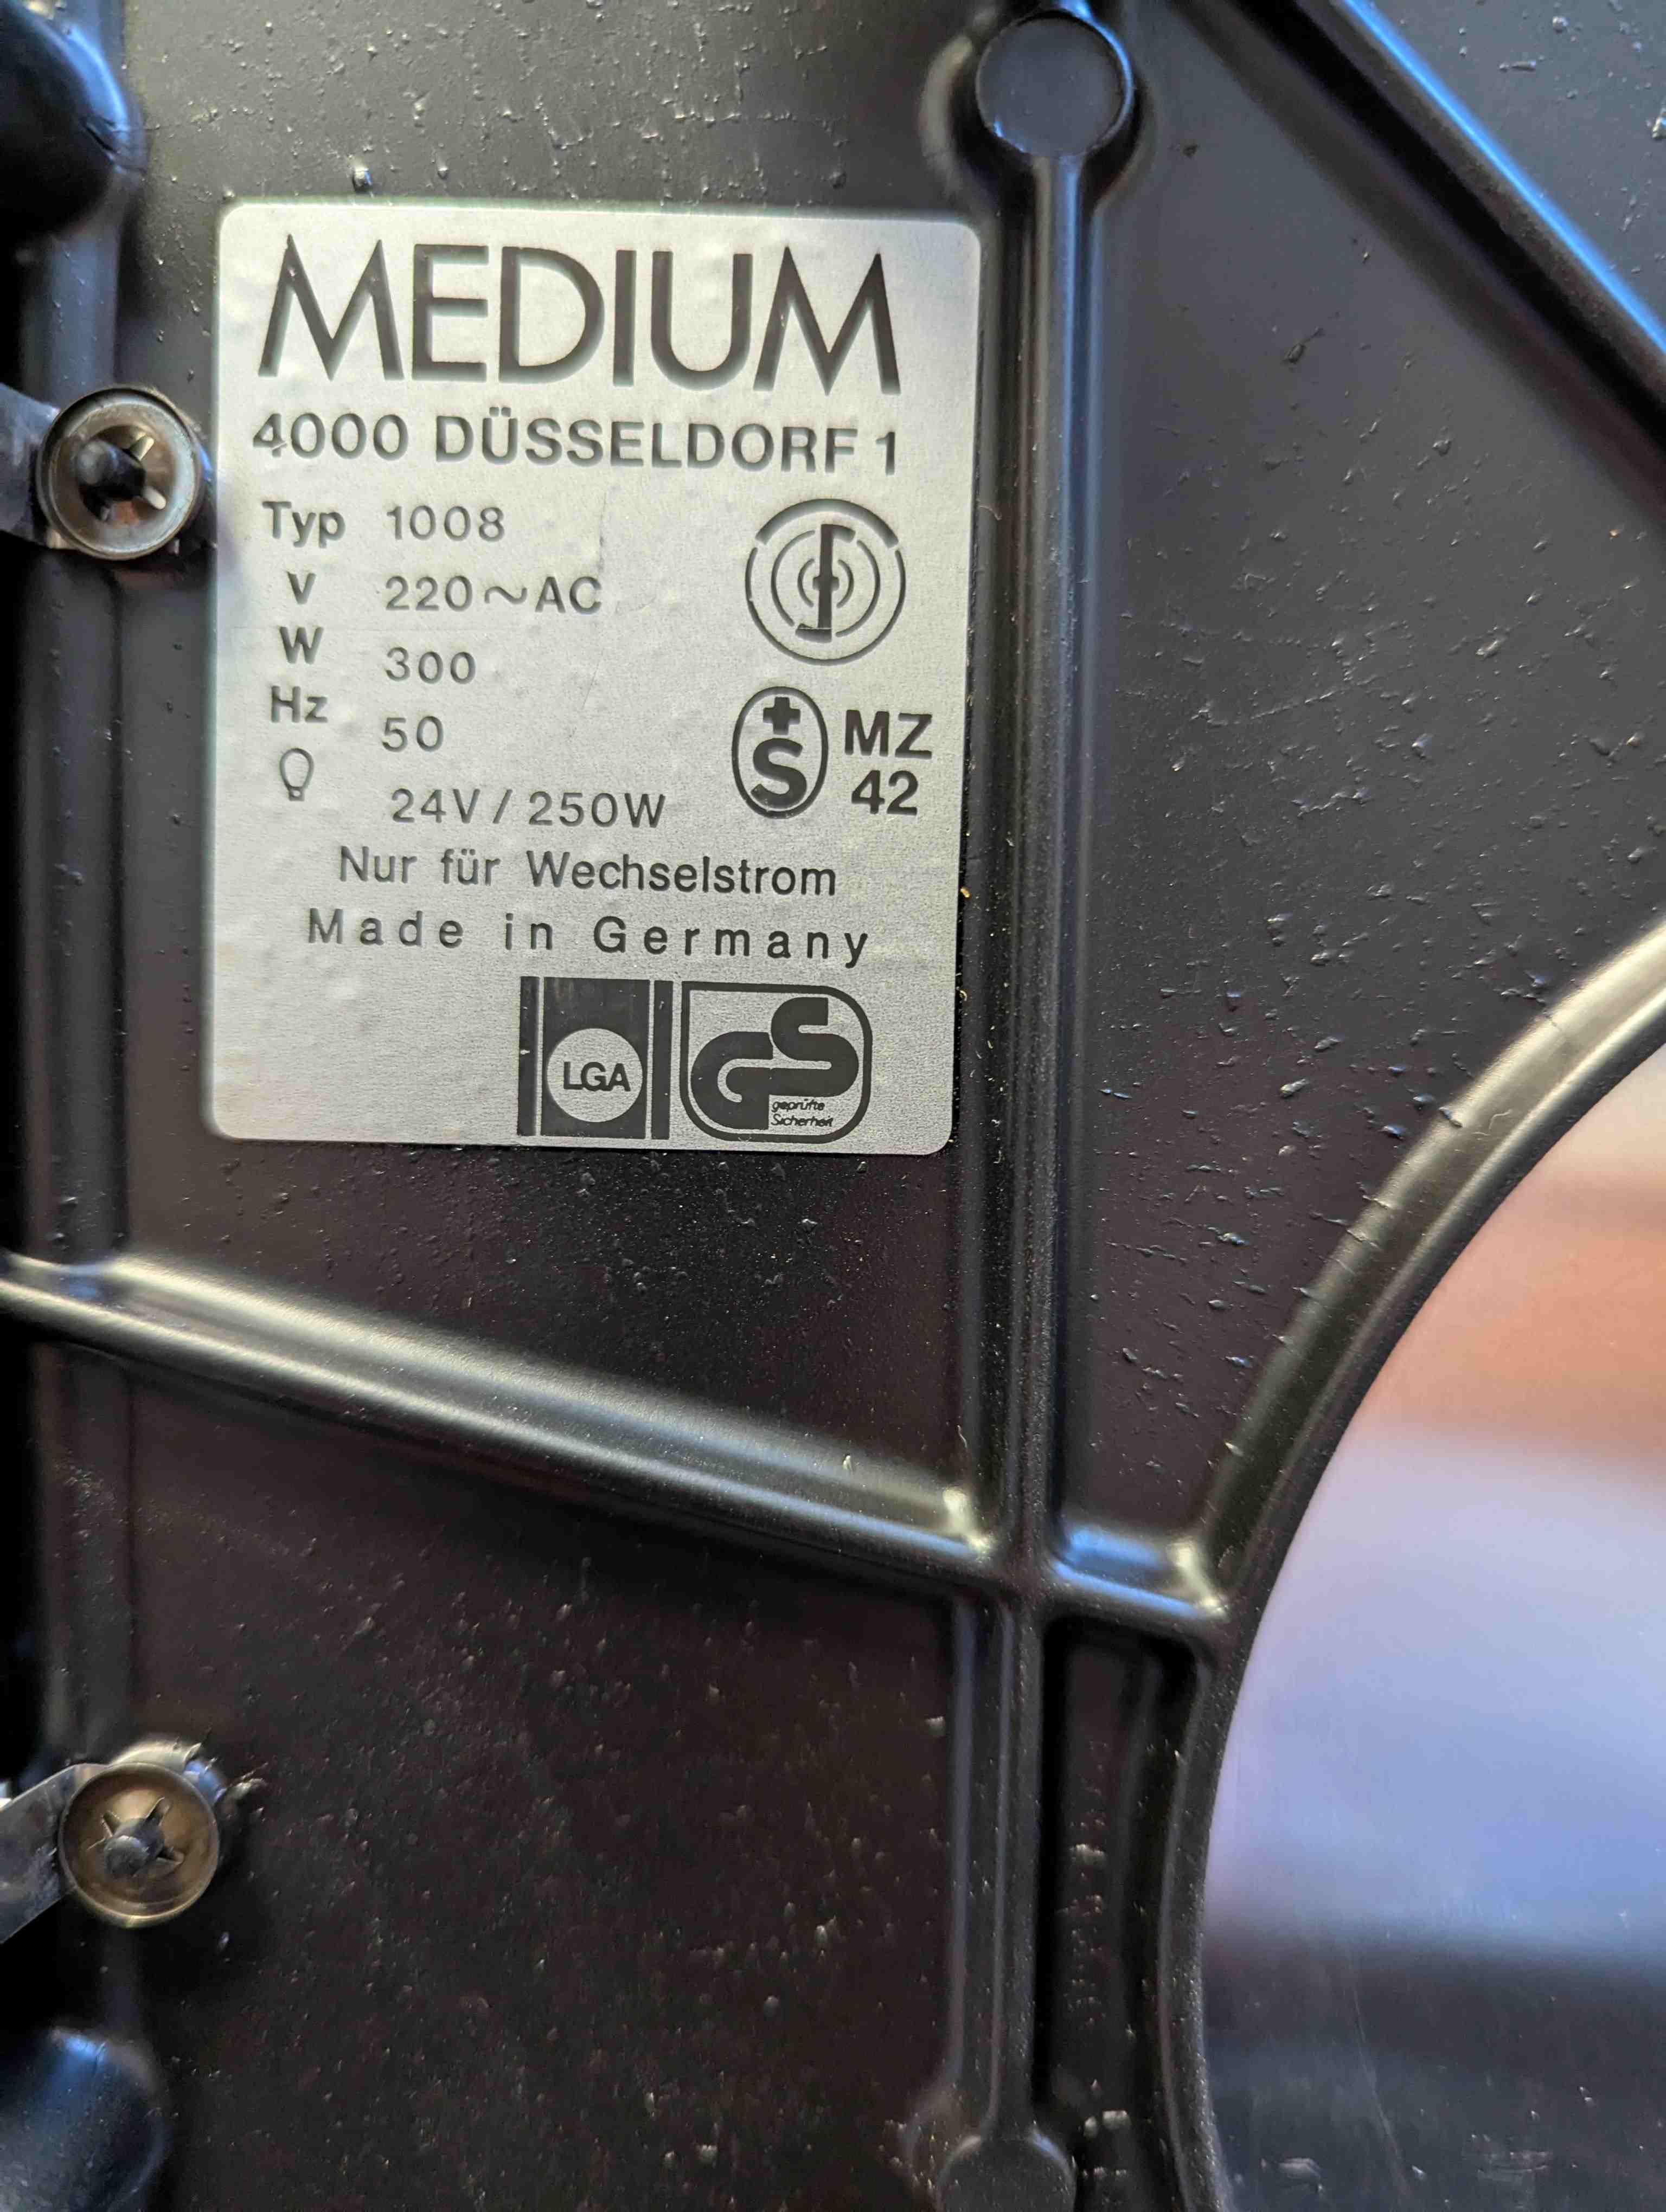 MEDIUM
4000 DÜSSELDORF 1
Typ 1008
V 220~AC
W 300
Hz 50
24V / 250W
S MZ
42
Nur für Wechselstrom
Made in Germany
LGA
GS
geprüfte
Sicherheit